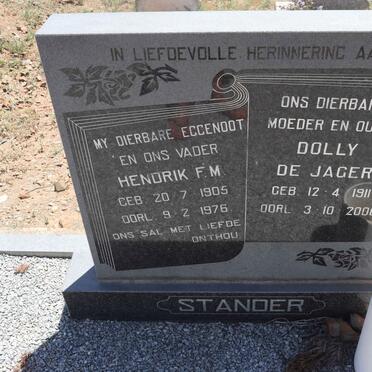 IN LIEFDEVOLLE HERINNERING AA
MY DIERBARE EGGENOOT
EN ONS VADER
HENDRIK F.M.
GEB. 20 · 7 · 1905
OORL. 9 · 2 · 1976
ONS SAL MET LIEFDE
ONTHOU
ONS DIERBAR
MOEDER EN OU
DOLLY
DE JAGER
GEB. 12 · 4 · 1911
OORL. 3 · 10 · 2006
STANDER